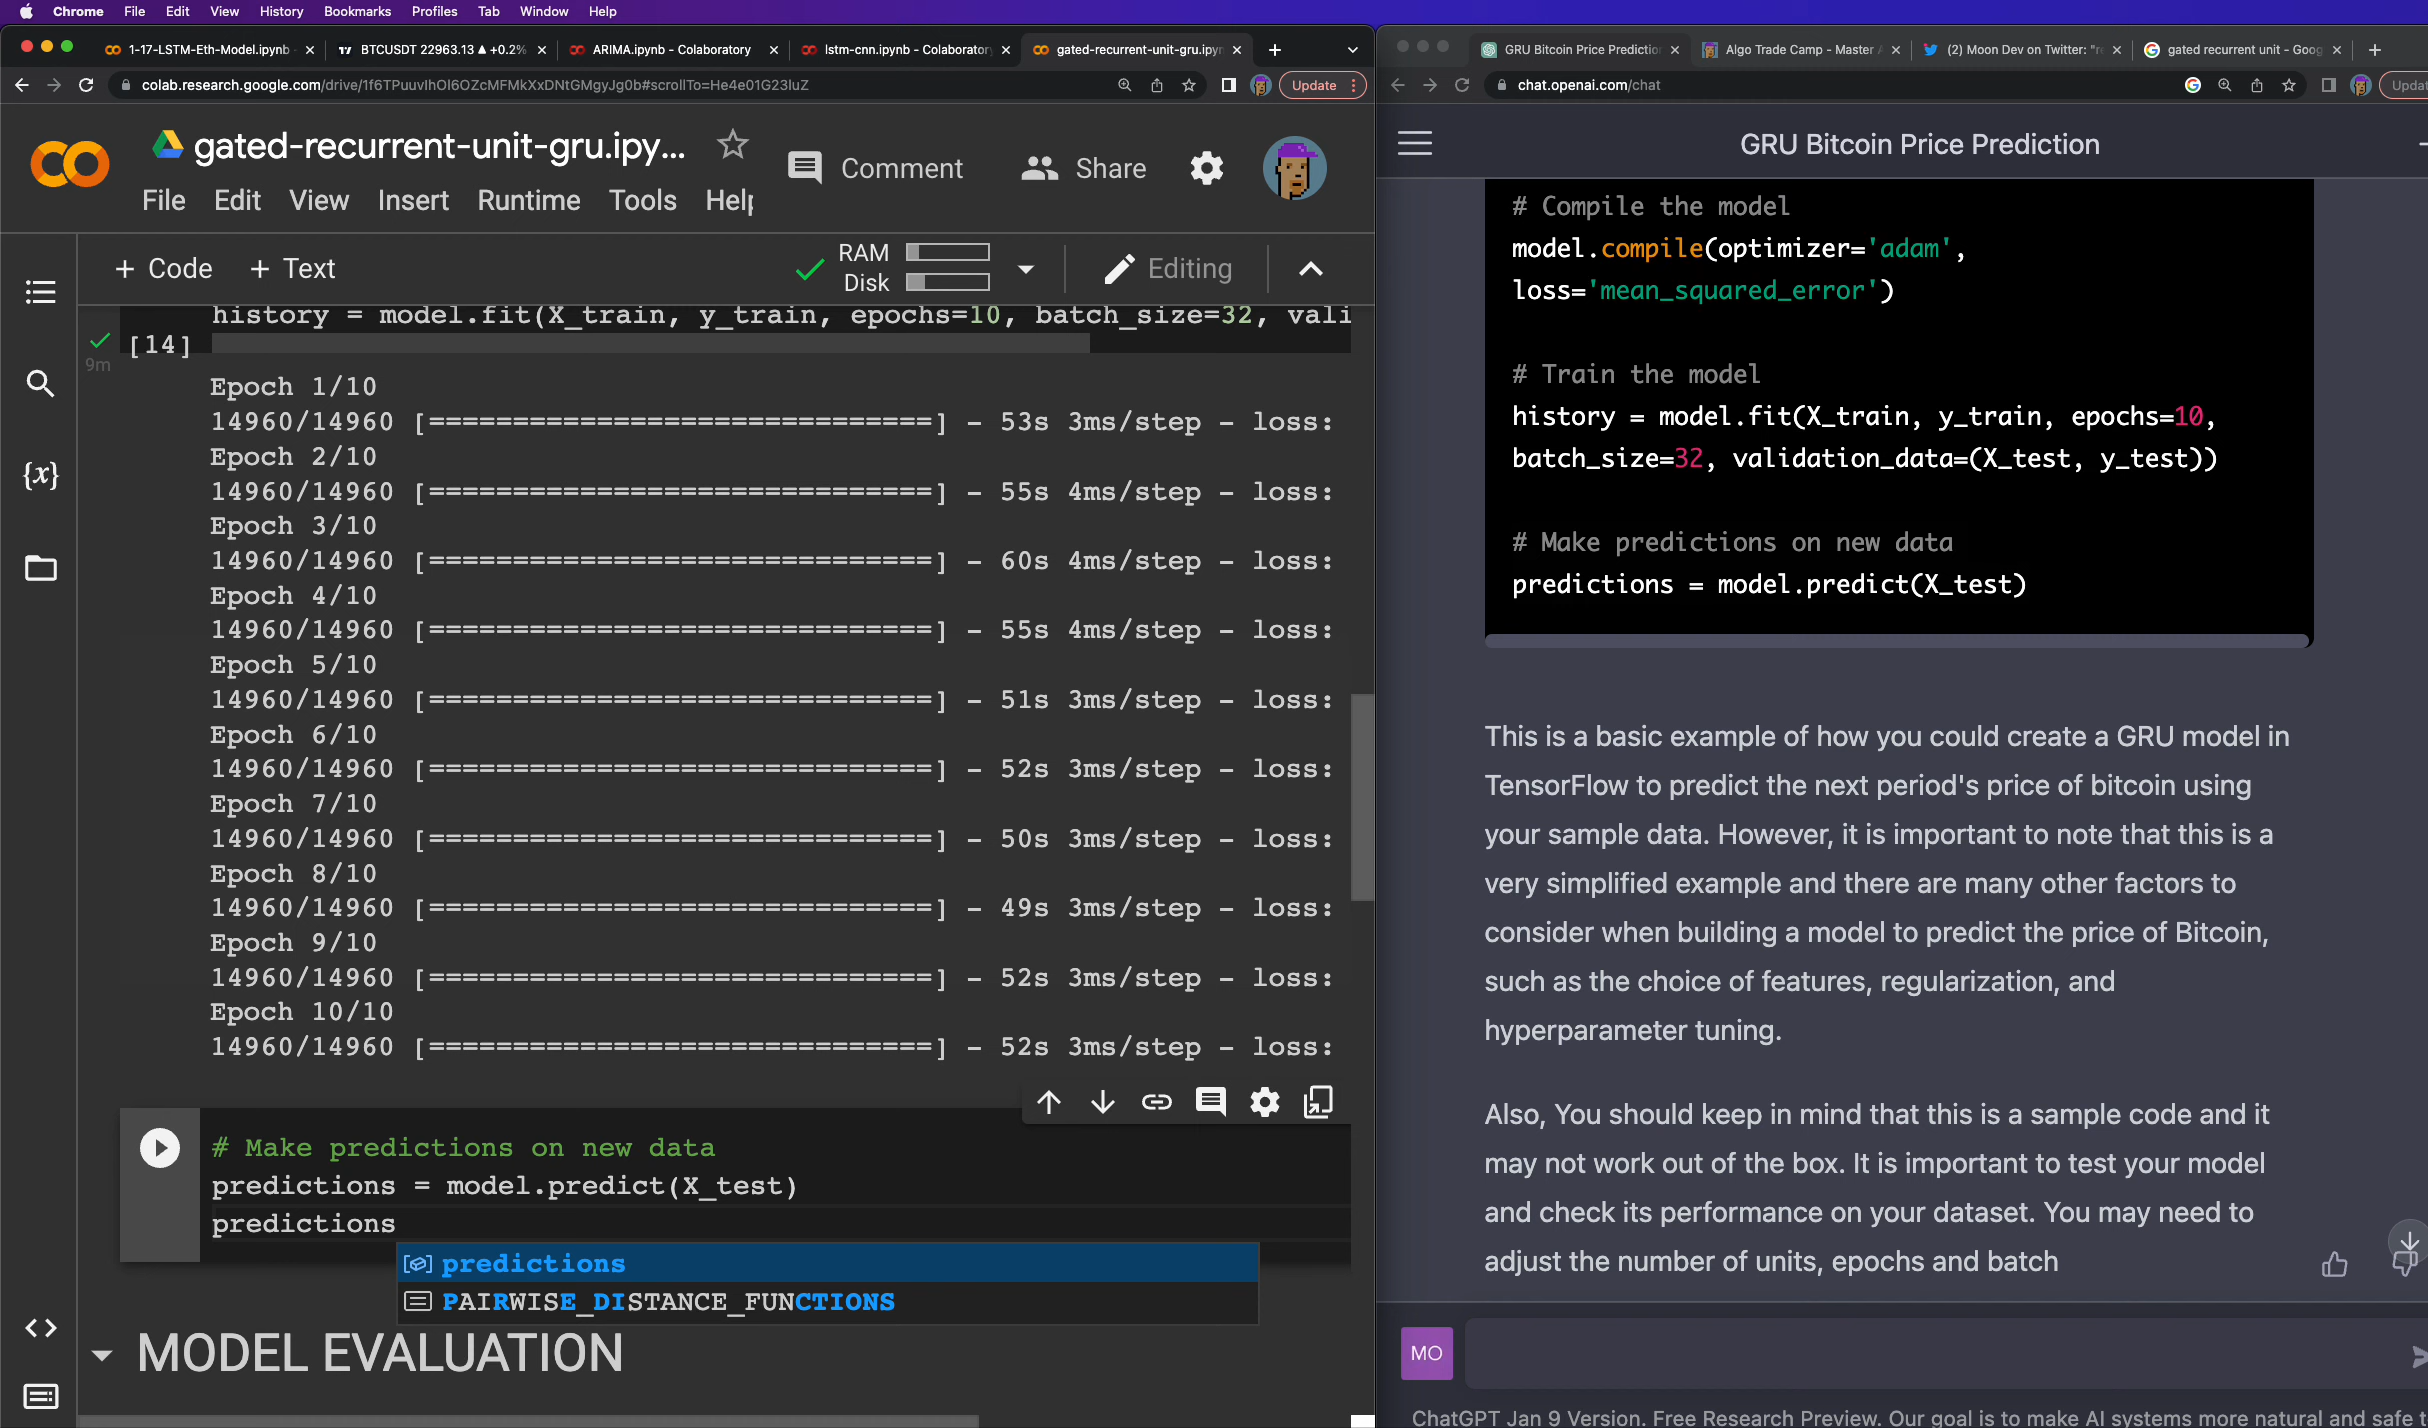 Chrome File Edit View History Bookmarks Profiles Tab Window Help
1-17-LSTM-Eth-Model.ipynb
BTCUSDT 22963.13 ▲ +0.2%
ARIMA.ipynb - Colaboratory
lstm-cnn.ipynb - Colaboratory
gated-recurrent-unit-gru.ipyn
colab.research.google.com/drive/1f6TPuuvIhOl6OZcMFMkXxDNtGMgyJg0b#scrollTo=He4e01G23luZ
Update
gated-recurrent-unit-gru.ipy...
Comment
Share
File Edit View Insert Runtime Tools Help
+ Code + Text
RAM
Disk
Editing
history = model.fit(X_train, y_train, epochs=10, batch_size=32, vali
[14]
9m
Epoch 1/10
14960/14960 [==============================] - 53s 3ms/step - loss:
Epoch 2/10
14960/14960 [==============================] - 55s 4ms/step - loss:
Epoch 3/10
14960/14960 [==============================] - 60s 4ms/step - loss:
Epoch 4/10
14960/14960 [==============================] - 55s 4ms/step - loss:
Epoch 5/10
14960/14960 [==============================] - 51s 3ms/step - loss:
Epoch 6/10
14960/14960 [==============================] - 52s 3ms/step - loss:
Epoch 7/10
14960/14960 [==============================] - 50s 3ms/step - loss:
Epoch 8/10
14960/14960 [==============================] - 49s 3ms/step - loss:
Epoch 9/10
14960/14960 [==============================] - 52s 3ms/step - loss:
Epoch 10/10
14960/14960 [==============================] - 52s 3ms/step - loss:
# Make predictions on new data
predictions = model.predict(X_test)
predictions
predictions
PAIRWISE_DISTANCE_FUNCTIONS
MODEL EVALUATION
GRU Bitcoin Price Prediction
Algo Trade Camp - Master
(2) Moon Dev on Twitter: "r
gated recurrent unit - Goog
chat.openai.com/chat
Updat
GRU Bitcoin Price Prediction
# Compile the model
model.compile(optimizer='adam',
loss='mean_squared_error')
# Train the model
history = model.fit(X_train, y_train, epochs=10,
batch_size=32, validation_data=(X_test, y_test))
# Make predictions on new data
predictions = model.predict(X_test)
This is a basic example of how you could create a GRU model in
TensorFlow to predict the next period's price of bitcoin using
your sample data. However, it is important to note that this is a
very simplified example and there are many other factors to
consider when building a model to predict the price of Bitcoin,
such as the choice of features, regularization, and
hyperparameter tuning.
Also, You should keep in mind that this is a sample code and it
may not work out of the box. It is important to test your model
and check its performance on your dataset. You may need to
adjust the number of units, epochs and batch
MO
ChatGPT Jan 9 Version. Free Research Preview. Our goal is to make AI systems more natural and safe t